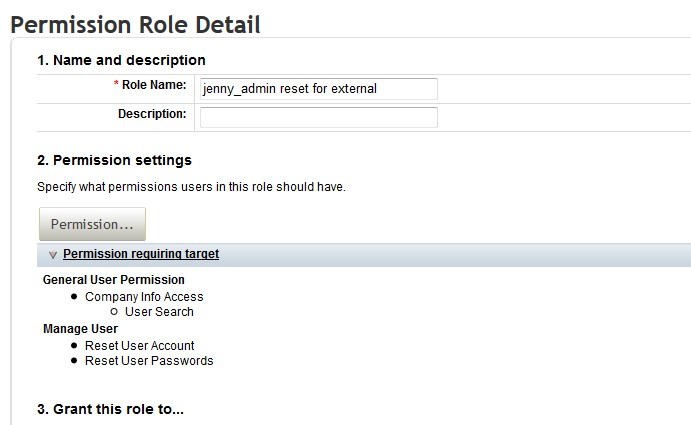 Permission Role Detail
1. Name and description
* Role Name: jenny_admin reset for external
Description:
2. Permission settings
Specify what permissions users in this role should have.
Permission...
Permission requiring target
General User Permission
Company Info Access
User Search
Manage User
Reset User Account
Reset User Passwords
3. Grant this role to...